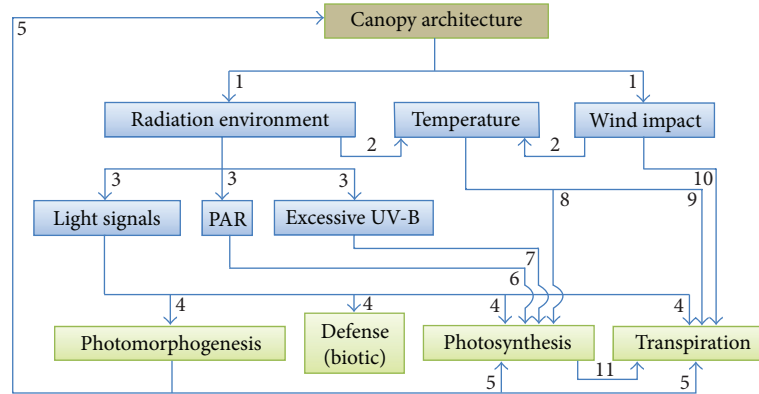 5
Canopy architecture
1
1
Radiation environment
Temperature
Wind impact
2
2
3
3
3
10
8
9
Light signals
PAR
Excessive UV-B
7
6
4
4
4
4
Photomorphogenesis
Defense
(biotic)
Photosynthesis
Transpiration
11
5
5